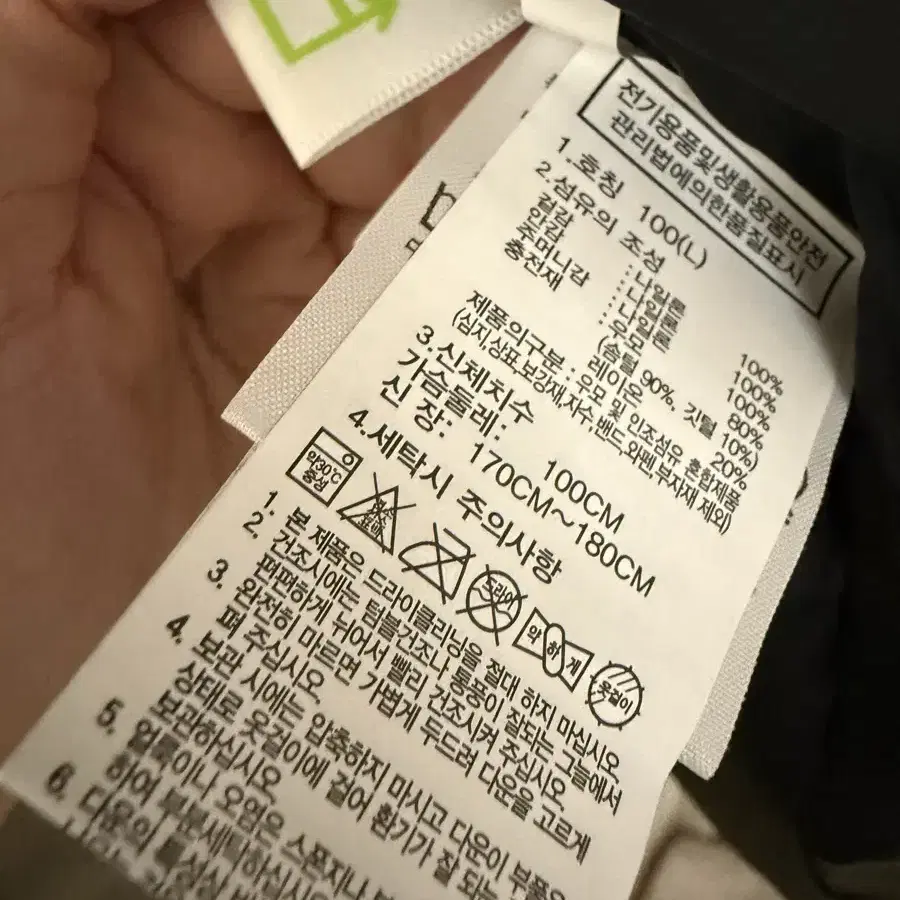 전기용품및생활용품안전
관리법에의한품질표시
1.호칭 100(L)
2.섬유의 조성
겉감 : 나일론 100%
안감 : 나일론 100%
주머니감 : 나일론 100%
충전재 : 우모 80%
(솜털 90%, 깃털 10%)
레이온 20%
제품의구분 : 우모 및 인조섬유 혼합제품
(심지,상표,보강재,자수,밴드,와펜,부자재 제외)
3.신체치수
가슴둘레: 100CM
신 장: 170CM~180CM
4.세탁시 주의사항
약30℃
중성
염소
표백
드라이
약하게
옷걸이
1. 본 제품은 드라이클리닝을 절대 하지 마십시오.
2. 건조시에는 텀블건조나 통풍이 잘되는 그늘에서
편편하게 뉘어서 빨리 건조시켜 주십시오.
3. 완전히 마르면 가볍게 두드려 다운을 고르게
펴 주십시오.
4. 보관 시에는 압축하지 마시고 다운이 부풀은
상태로 옷걸이에 걸어 환기가 잘 되는
보관하십시오.
5. 얼룩이나 오염은 스폰지나
하여 부분세탁하십시오
6. 다운의 특성상